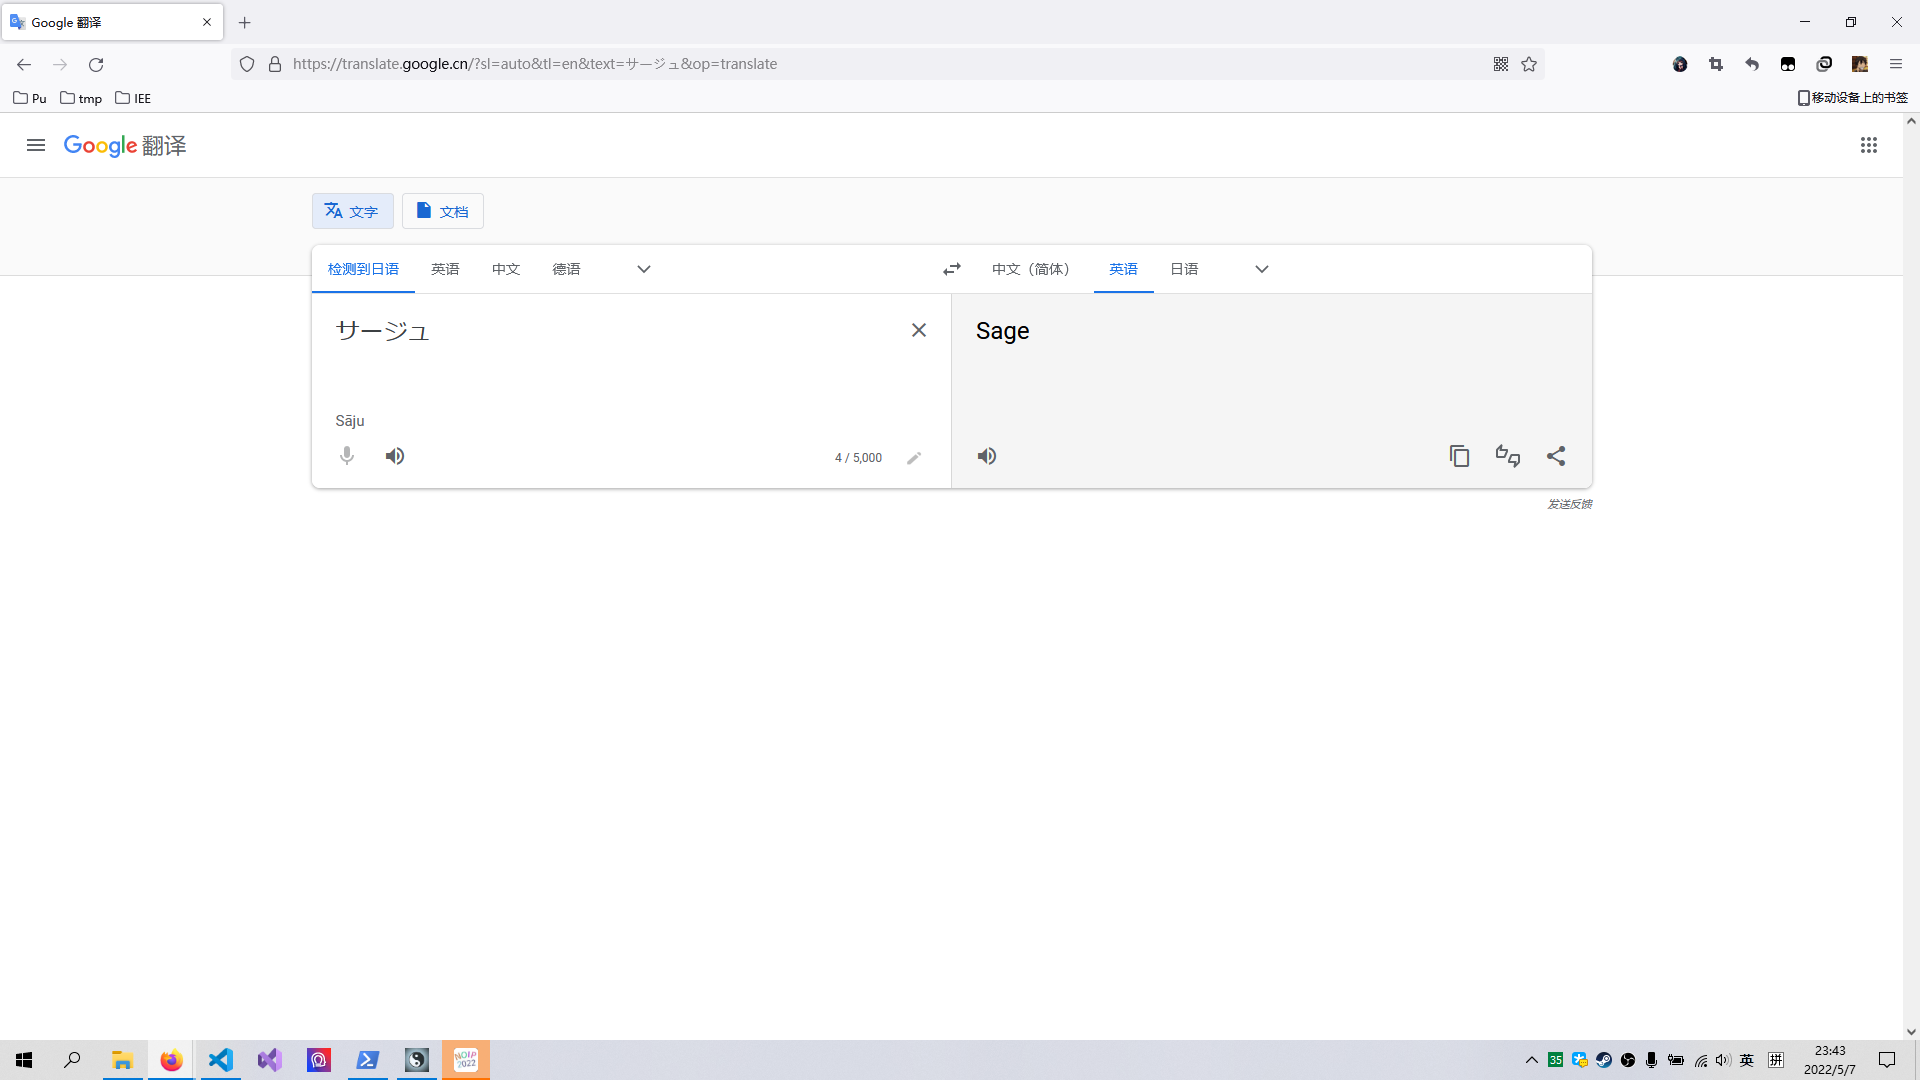 Google 翻译
https://translate.google.cn/?sl=auto&tl=en&text=サージュ&op=translate
Pu tmp IEE 移动设备上的书签
Google 翻译
文字 文档
检测到日语 英语 中文 德语 中文（简体） 英语 日语
サージュ Sage
Sāju
4 / 5,000
发送反馈
NOIP
2022
35 英 拼
23:43
2022/5/7